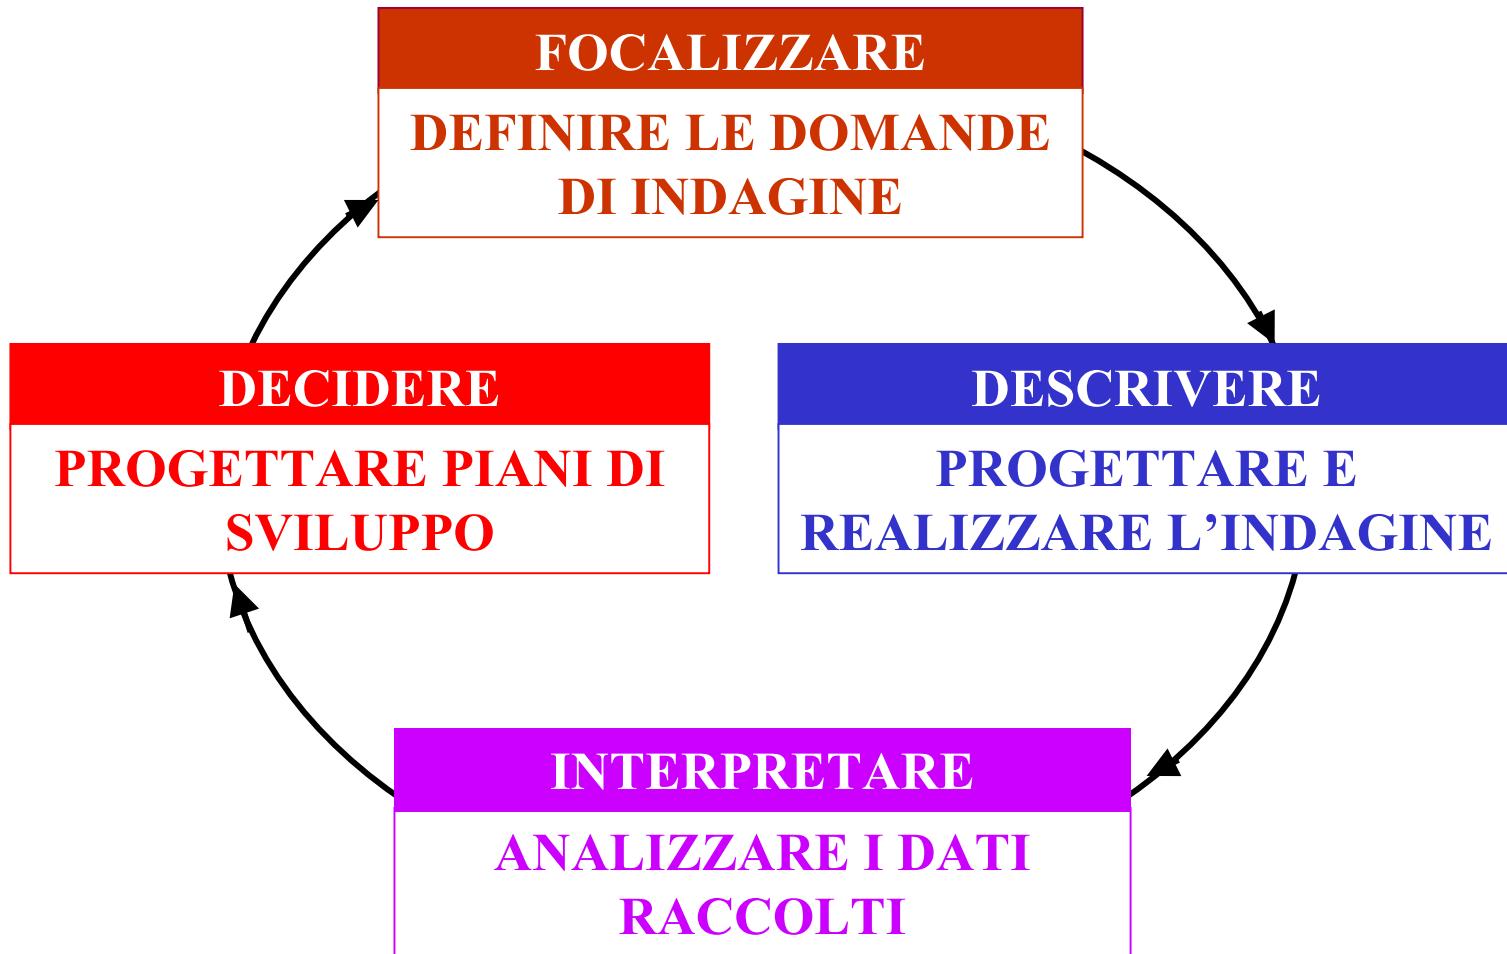 FOCALIZZARE
DEFINIRE LE DOMANDE
DI INDAGINE
DECIDERE
PROGETTARE PIANI DI
SVILUPPO
DESCRIVERE
PROGETTARE E
REALIZZARE L’INDAGINE
INTERPRETARE
ANALIZZARE I DATI
RACCOLTI